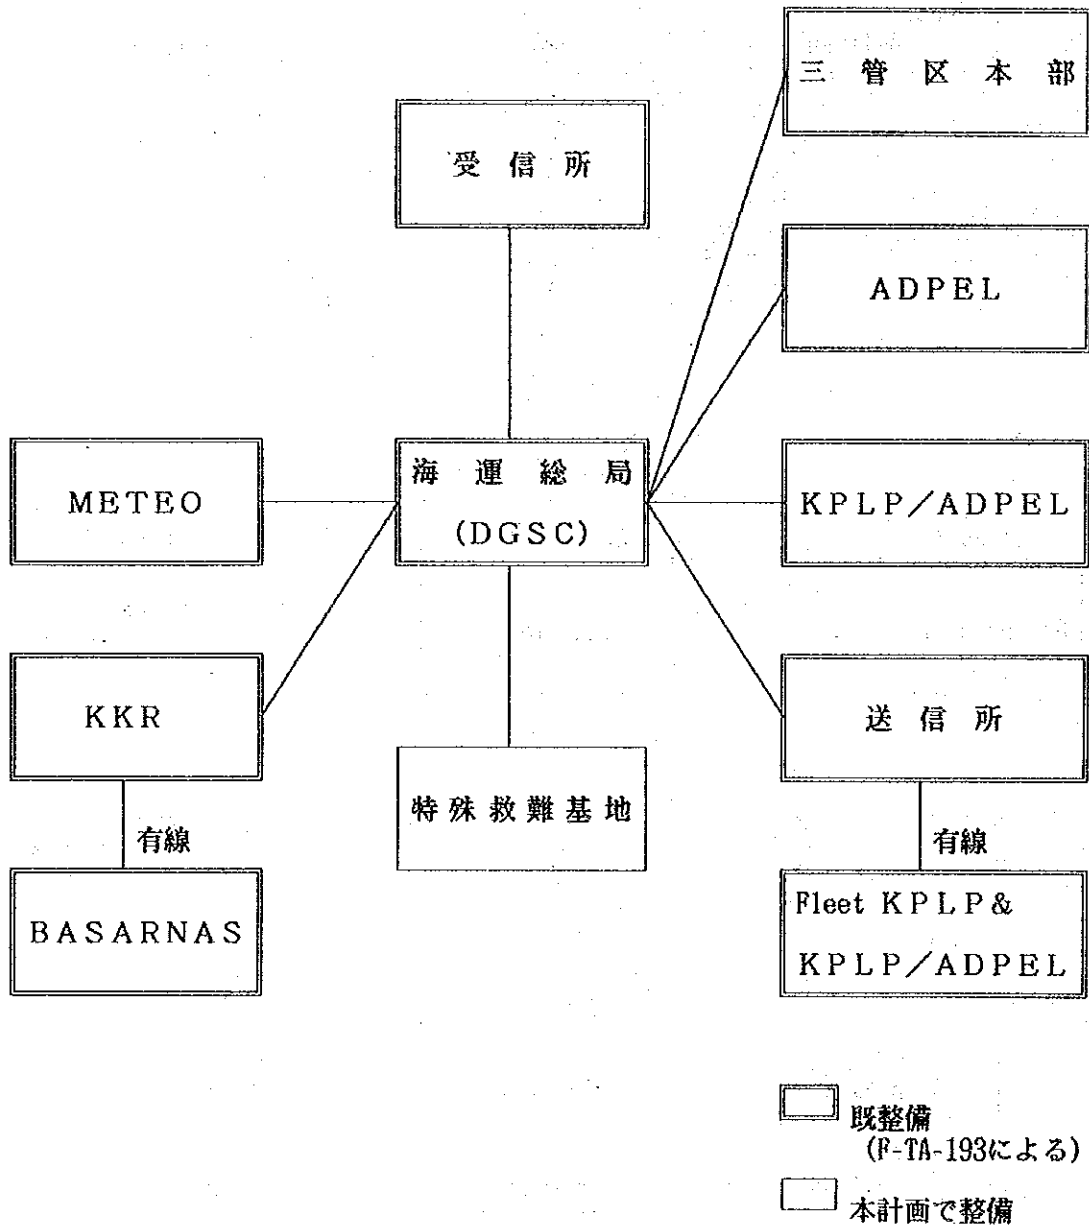 三管区本部
受信所
ADPEL
METEO
海運総局
(DGSC)
KPLP/ADPEL
KKR
送信所
特殊救難基地
有線
有線
BASARNAS
Fleet KPLP&
KPLP/ADPEL
既整備
(F-TA-193による)
本計画で整備